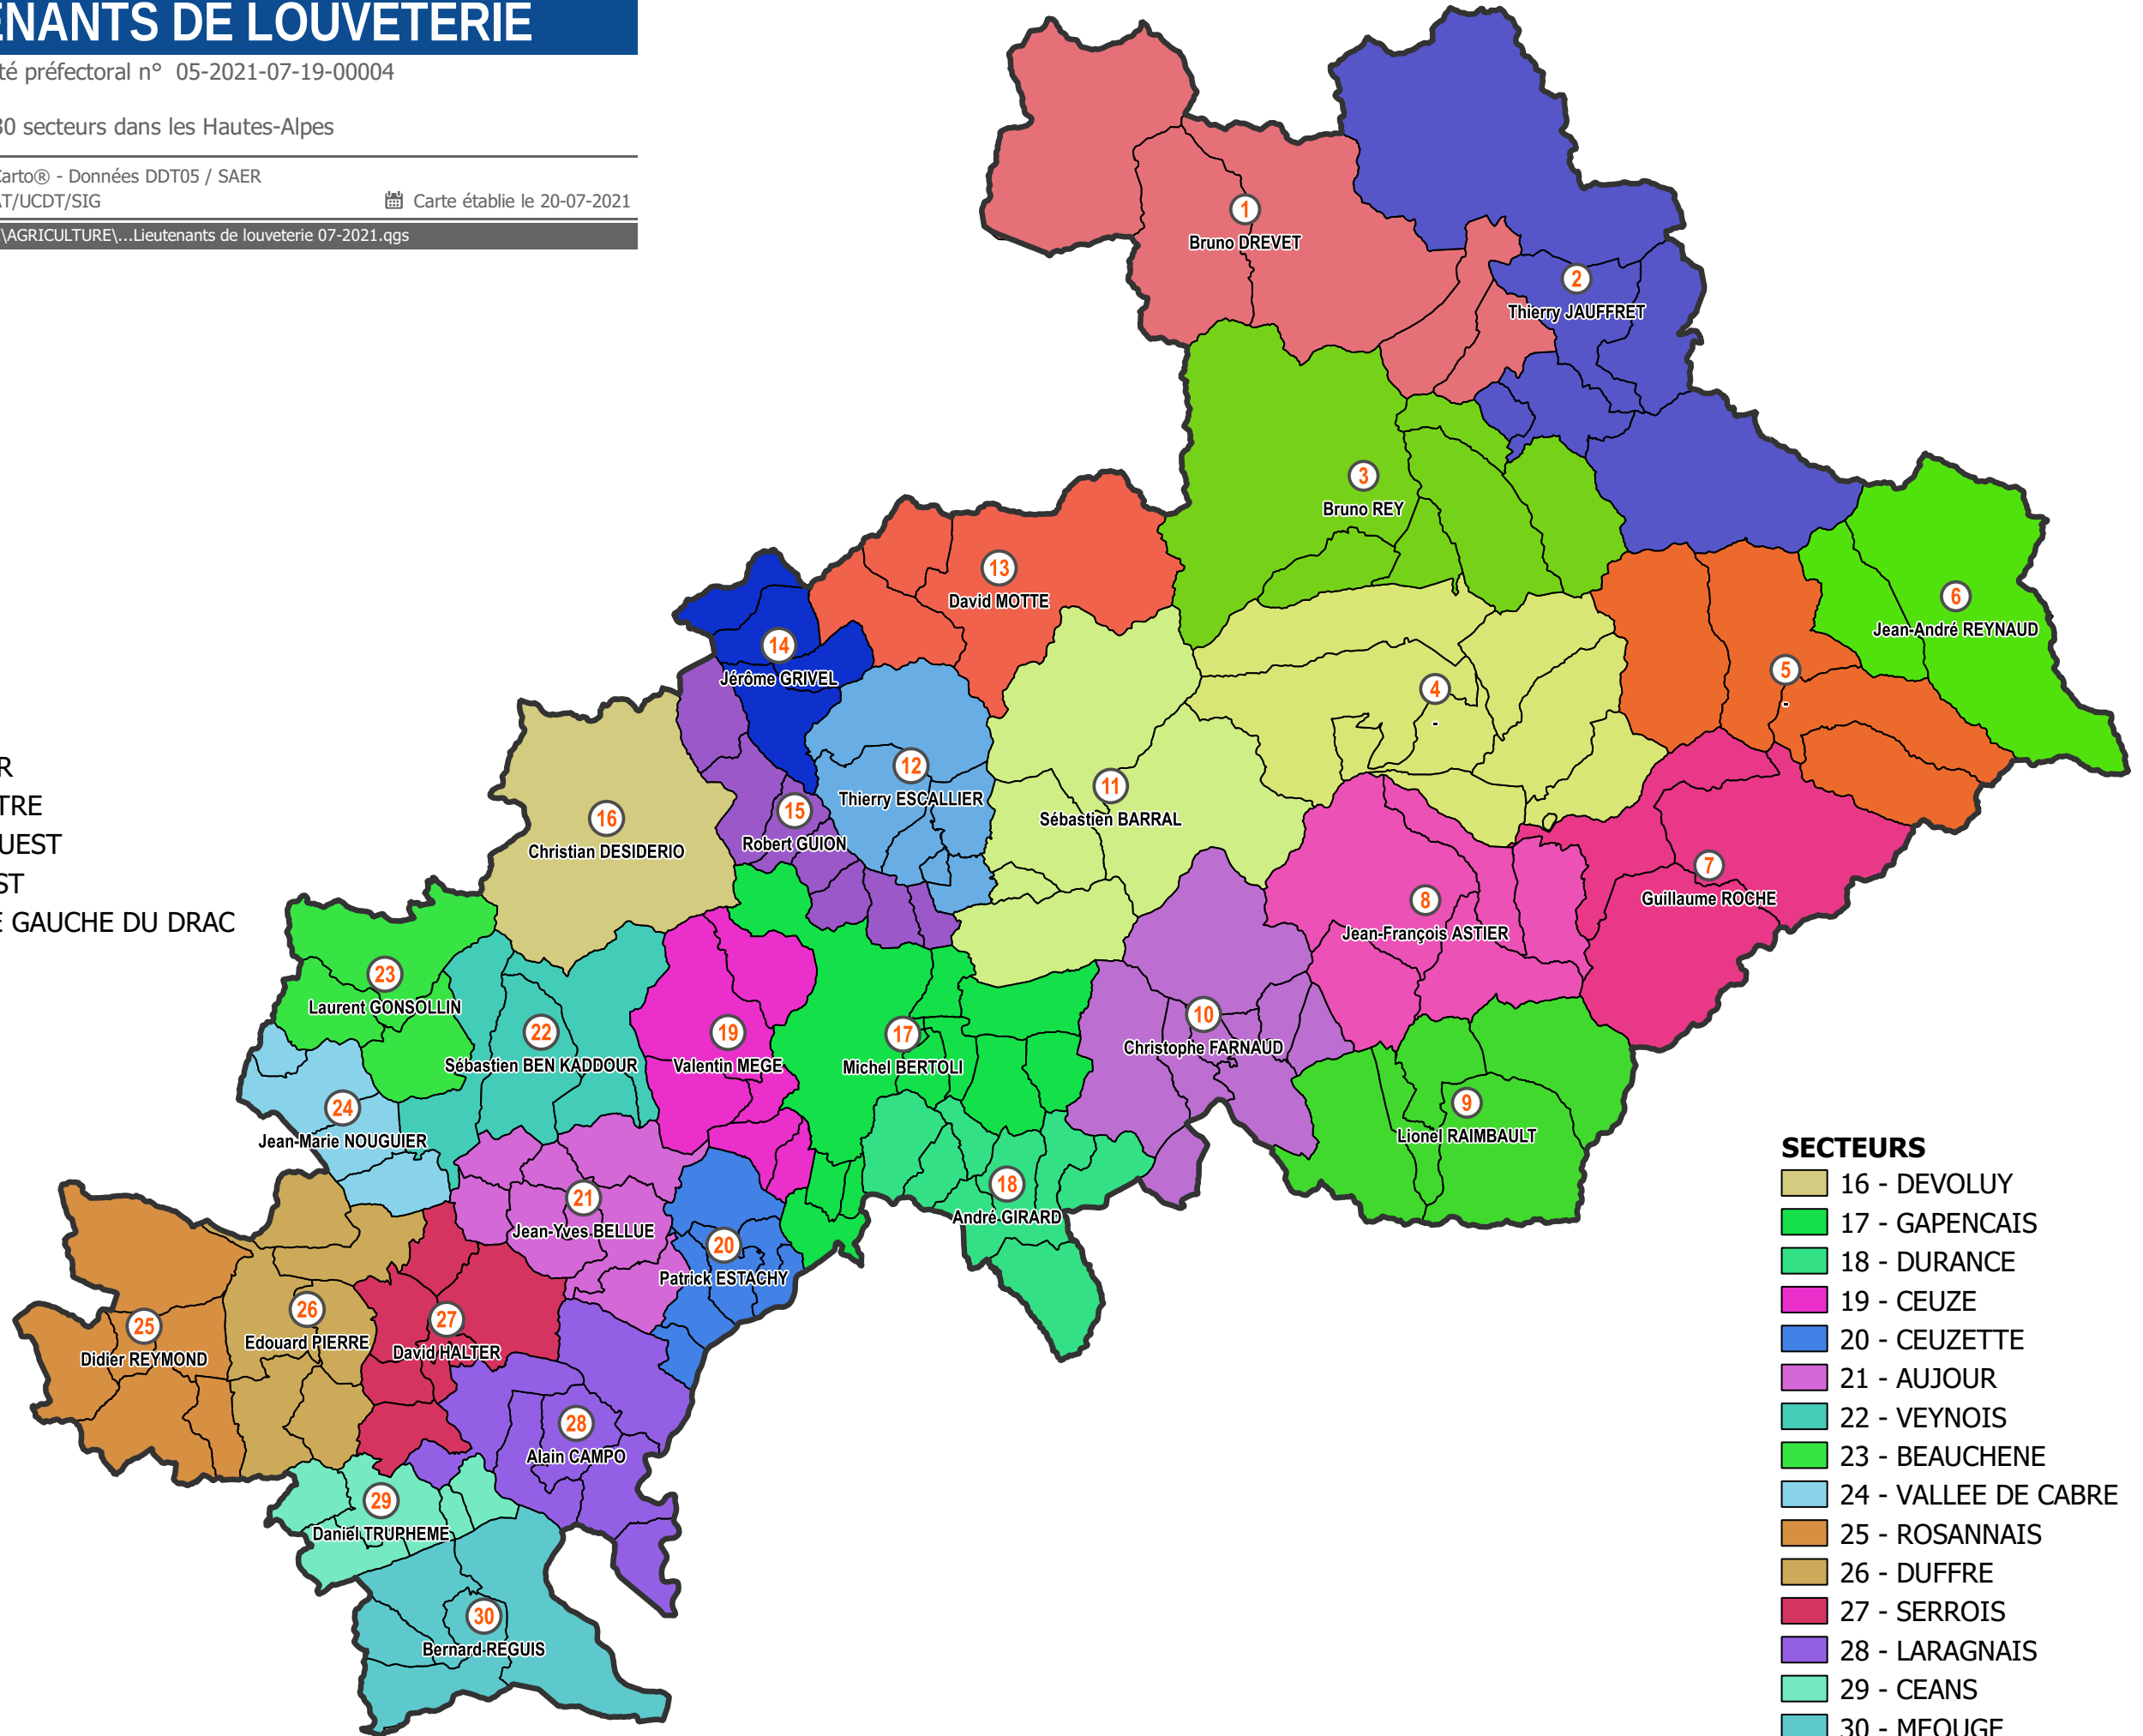 ENANTS DE LOUVETERIE
té préfectoral n° 05-2021-07-19-00004
30 secteurs dans les Hautes-Alpes
Carto® - Données DDT05 / SAER
AT/UCDT/SIG
Carte établie le 20-07-2021
\AGRICULTURE\...Lieutenants de louveterie 07-2021.qgs
1
Bruno DREVET
2
Thierry JAUFFRET
3
Bruno REY
13
David MOTTE
6
Jean-André REYNAUD
14
Jérôme GRIVEL
5
-
4
-
12
Thierry ESCALLIER
11
Sébastien BARRAL
15
Robert GUION
16
Christian DESIDERIO
7
Guillaume ROCHE
8
Jean-François ASTIER
R
TRE
UEST
ST
E GAUCHE DU DRAC
23
Laurent GONSOLLIN
22
Sébastien BEN KADDOUR
19
Valentin MEGE
17
Michel BERTOLI
10
Christophe FARNAUD
9
Lionel RAIMBAULT
24
Jean-Marie NOUGUIER
21
Jean-Yves BELLUE
18
André GIRARD
20
Patrick ESTACHY
25
Didier REYMOND
26
Edouard PIERRE
27
David HALTER
28
Alain CAMPO
29
Daniel TRUPHEME
30
Bernard REGUIS
SECTEURS
16 - DEVOLUY
17 - GAPENCAIS
18 - DURANCE
19 - CEUZE
20 - CEUZETTE
21 - AUJOUR
22 - VEYNOIS
23 - BEAUCHENE
24 - VALLEE DE CABRE
25 - ROSANNAIS
26 - DUFFRE
27 - SERROIS
28 - LARAGNAIS
29 - CEANS
30 - MEOUGE